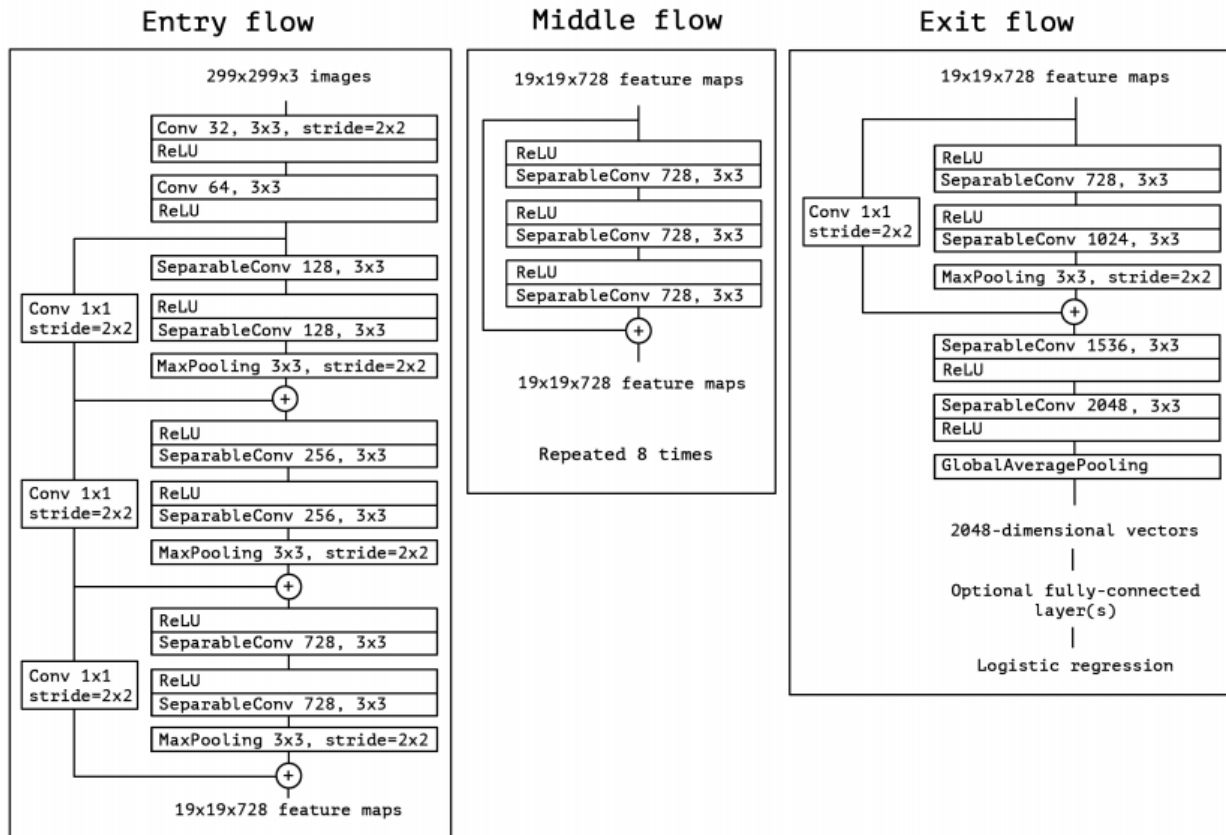 Entry flow
299x299x3 images
Conv 32, 3x3, stride=2x2
ReLU
Conv 64, 3x3
ReLU
SeparableConv 128, 3x3
Conv 1x1
stride=2x2
ReLU
SeparableConv 128, 3x3
MaxPooling 3x3, stride=2x2
+
ReLU
SeparableConv 256, 3x3
Conv 1x1
stride=2x2
ReLU
SeparableConv 256, 3x3
MaxPooling 3x3, stride=2x2
+
ReLU
SeparableConv 728, 3x3
Conv 1x1
stride=2x2
ReLU
SeparableConv 728, 3x3
MaxPooling 3x3, stride=2x2
+
19x19x728 feature maps
Middle flow
19x19x728 feature maps
ReLU
SeparableConv 728, 3x3
ReLU
SeparableConv 728, 3x3
ReLU
SeparableConv 728, 3x3
+
19x19x728 feature maps
Repeated 8 times
Exit flow
19x19x728 feature maps
ReLU
SeparableConv 728, 3x3
Conv 1x1
stride=2x2
ReLU
SeparableConv 1024, 3x3
MaxPooling 3x3, stride=2x2
+
SeparableConv 1536, 3x3
ReLU
SeparableConv 2048, 3x3
ReLU
GlobalAveragePooling
2048-dimensional vectors
Optional fully-connected
layer(s)
Logistic regression